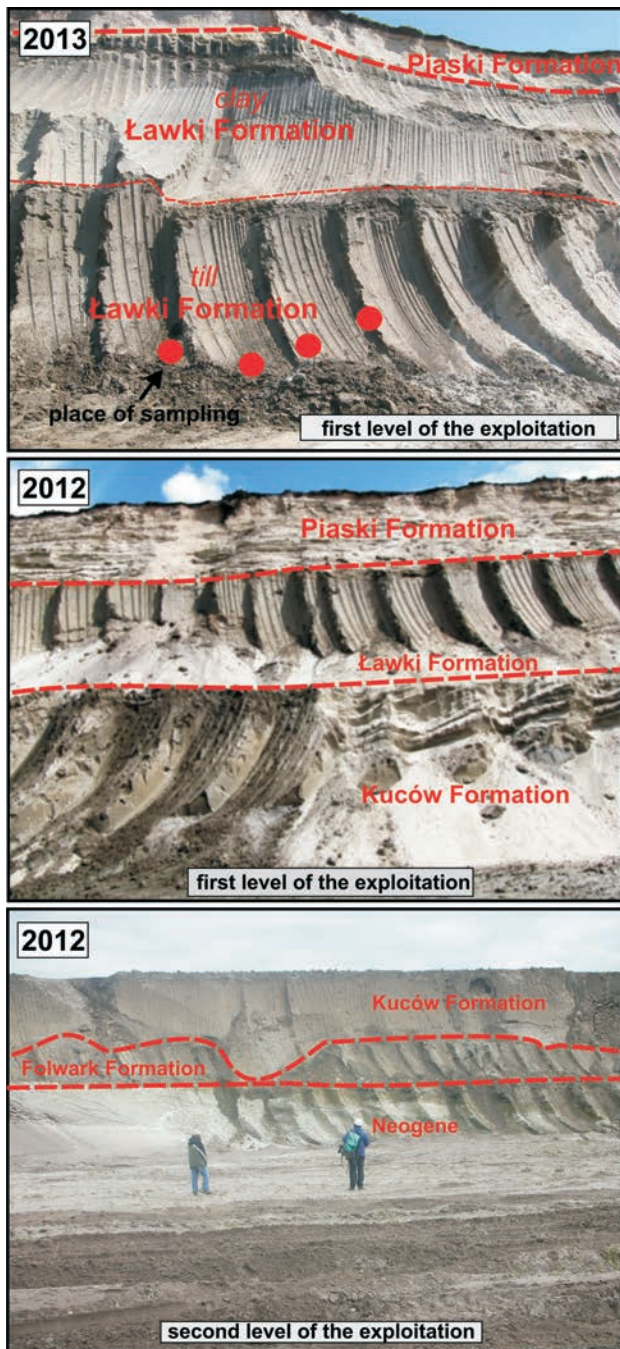 2013
Piaski Formation
clay
Ławki Formation
till
Ławki Formation
place of sampling
first level of the exploitation
2012
Piaski Formation
Ławki Formation
Kuców Formation
first level of the exploitation
2012
Kuców Formation
Folwark Formation
Neogene
second level of the exploitation